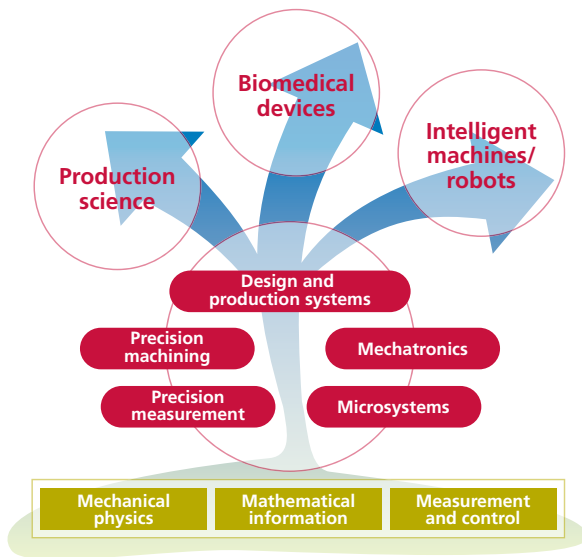 Biomedical
devices
Production
science
Intelligent
machines/
robots
Design and
production systems
Precision
machining
Mechatronics
Precision
measurement
Microsystems
Mechanical
physics
Mathematical
information
Measurement
and control